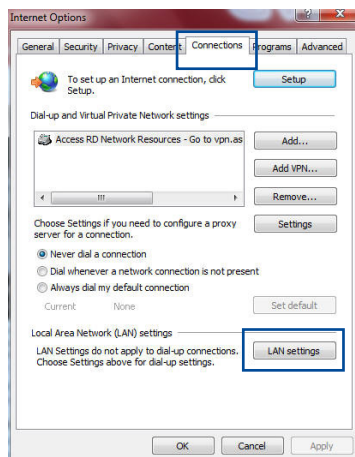 Internet Options
General Security Privacy Content Connections Programs Advanced
To set up an Internet connection, click
Setup.
Setup
Dial-up and Virtual Private Network settings
Access RD Network Resources - Go to vpn.as
Add...
Add VPN...
Remove...
Choose Settings if you need to configure a proxy
server for a connection.
Settings
Never dial a connection
Dial whenever a network connection is not present
Always dial my default connection
Current None
Set default
Local Area Network (LAN) settings
LAN Settings do not apply to dial-up connections.
Choose Settings above for dial-up settings.
LAN settings
OK Cancel Apply